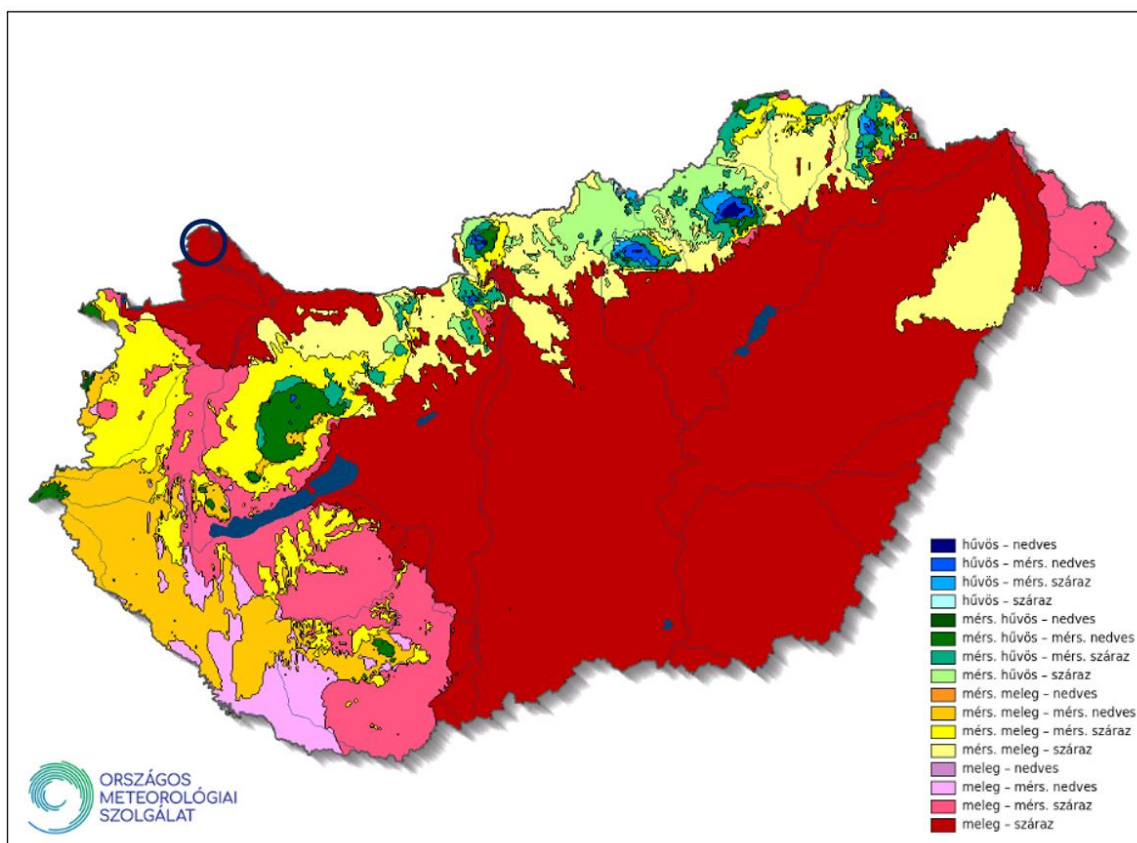 hűvös – nedves
hűvös – mérs. nedves
hűvös – mérs. száraz
hűvös – száraz
mérs. hűvös – nedves
mérs. hűvös – mérs. nedves
mérs. hűvös – mérs. száraz
mérs. hűvös – száraz
mérs. meleg – nedves
mérs. meleg – mérs. nedves
mérs. meleg – mérs. száraz
mérs. meleg – száraz
meleg – nedves
meleg – mérs. nedves
meleg – mérs. száraz
meleg – száraz
ORSZÁGOS
METEOROLÓGIAI
SZOLGÁLAT